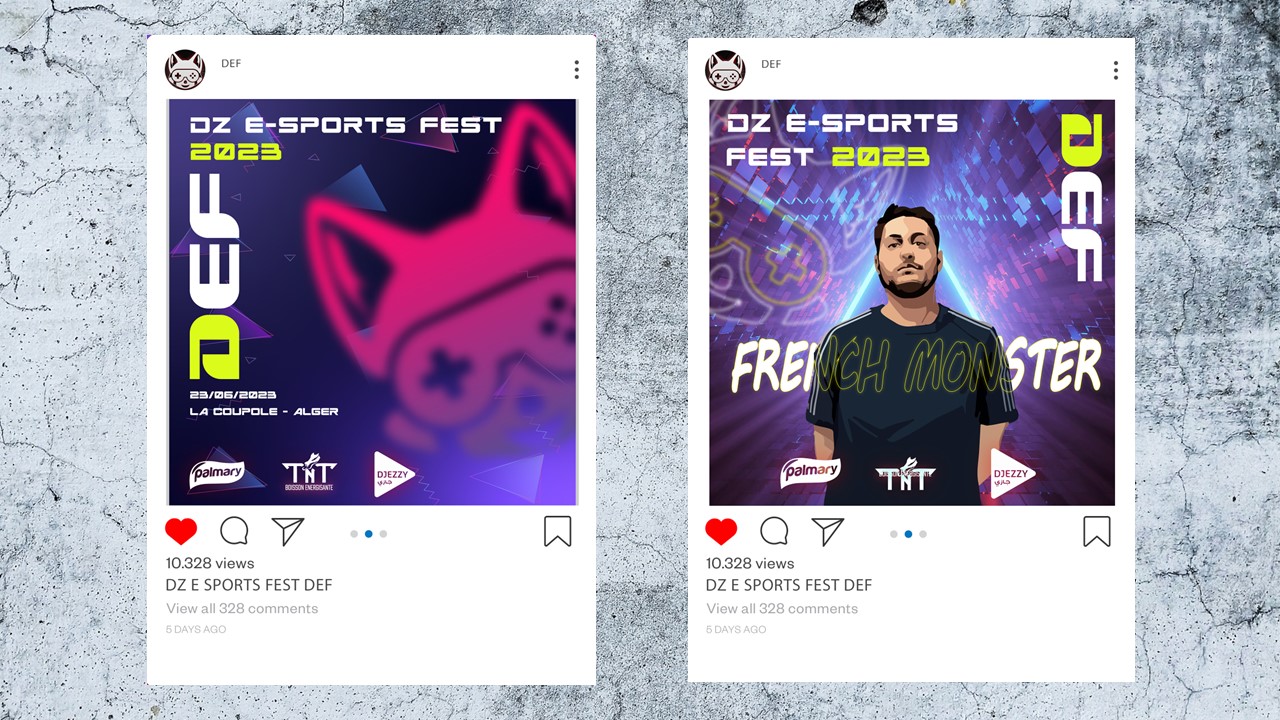 DEF
DZ E-SPORTS FEST
2023
DEF
23/06/2023
LA COUPOLE - ALGER
palmary
TNT
BOISSON ENERGISANTE
DJEZZY
جازي
10.328 views
DZ E SPORTS FEST DEF
View all 328 comments
5 DAYS AGO
DEF
DZ E-SPORTS
FEST 2023
DEF
FRENCH MONSTER
palmary
TNT
DJEZZY
جازي
10.328 views
DZ E SPORTS FEST DEF
View all 328 comments
5 DAYS AGO